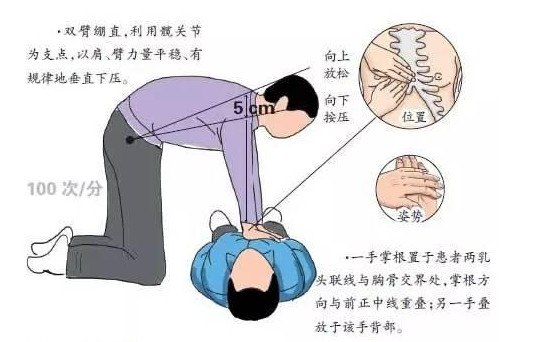 ·双臂绷直,利用髋关节
为支点,以肩、臂力量平稳、有
规律地垂直下压。
向上
放松
向下
按压
5 cm
位置
100 次/分
姿势
·一手掌根置于患者两乳
头联线与胸骨交界处,掌根方
向与前正中线重叠;另一手叠
放于该手背部。